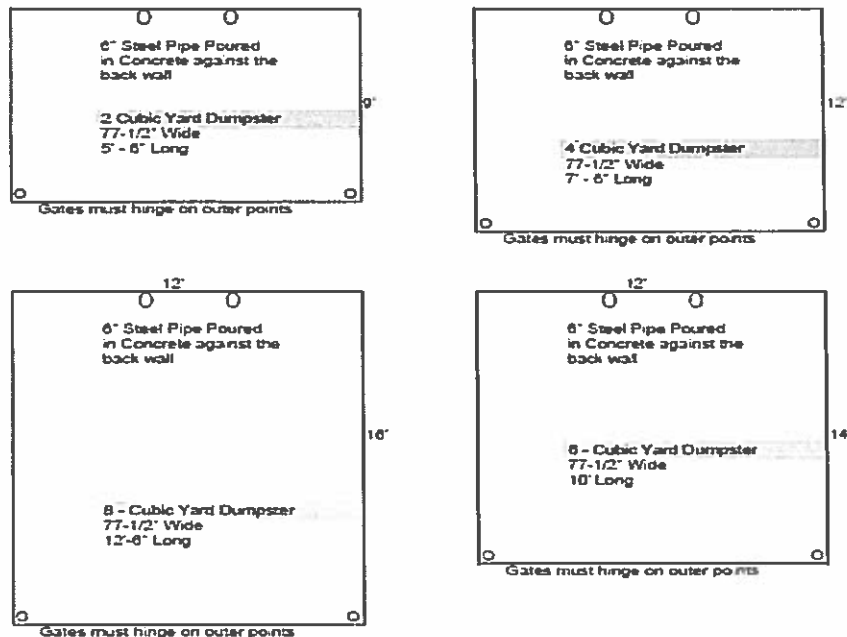 6" Steel Pipe Poured
in Concrete against the
back wall
9'
2 Cubic Yard Dumpster
77-1/2" Wide
5' - 6" Long
Gates must hinge on outer points
6" Steel Pipe Poured
in Concrete against the
back wall
12'
4 Cubic Yard Dumpster
77-1/2" Wide
7' - 6" Long
Gates must hinge on outer points
12'
6" Steel Pipe Poured
in Concrete against the
back wall
16'
8 - Cubic Yard Dumpster
77-1/2" Wide
12'-6" Long
Gates must hinge on outer points
12'
6" Steel Pipe Poured
in Concrete against the
back wall
14'
6 - Cubic Yard Dumpster
77-1/2" Wide
10' Long
Gates must hinge on outer points